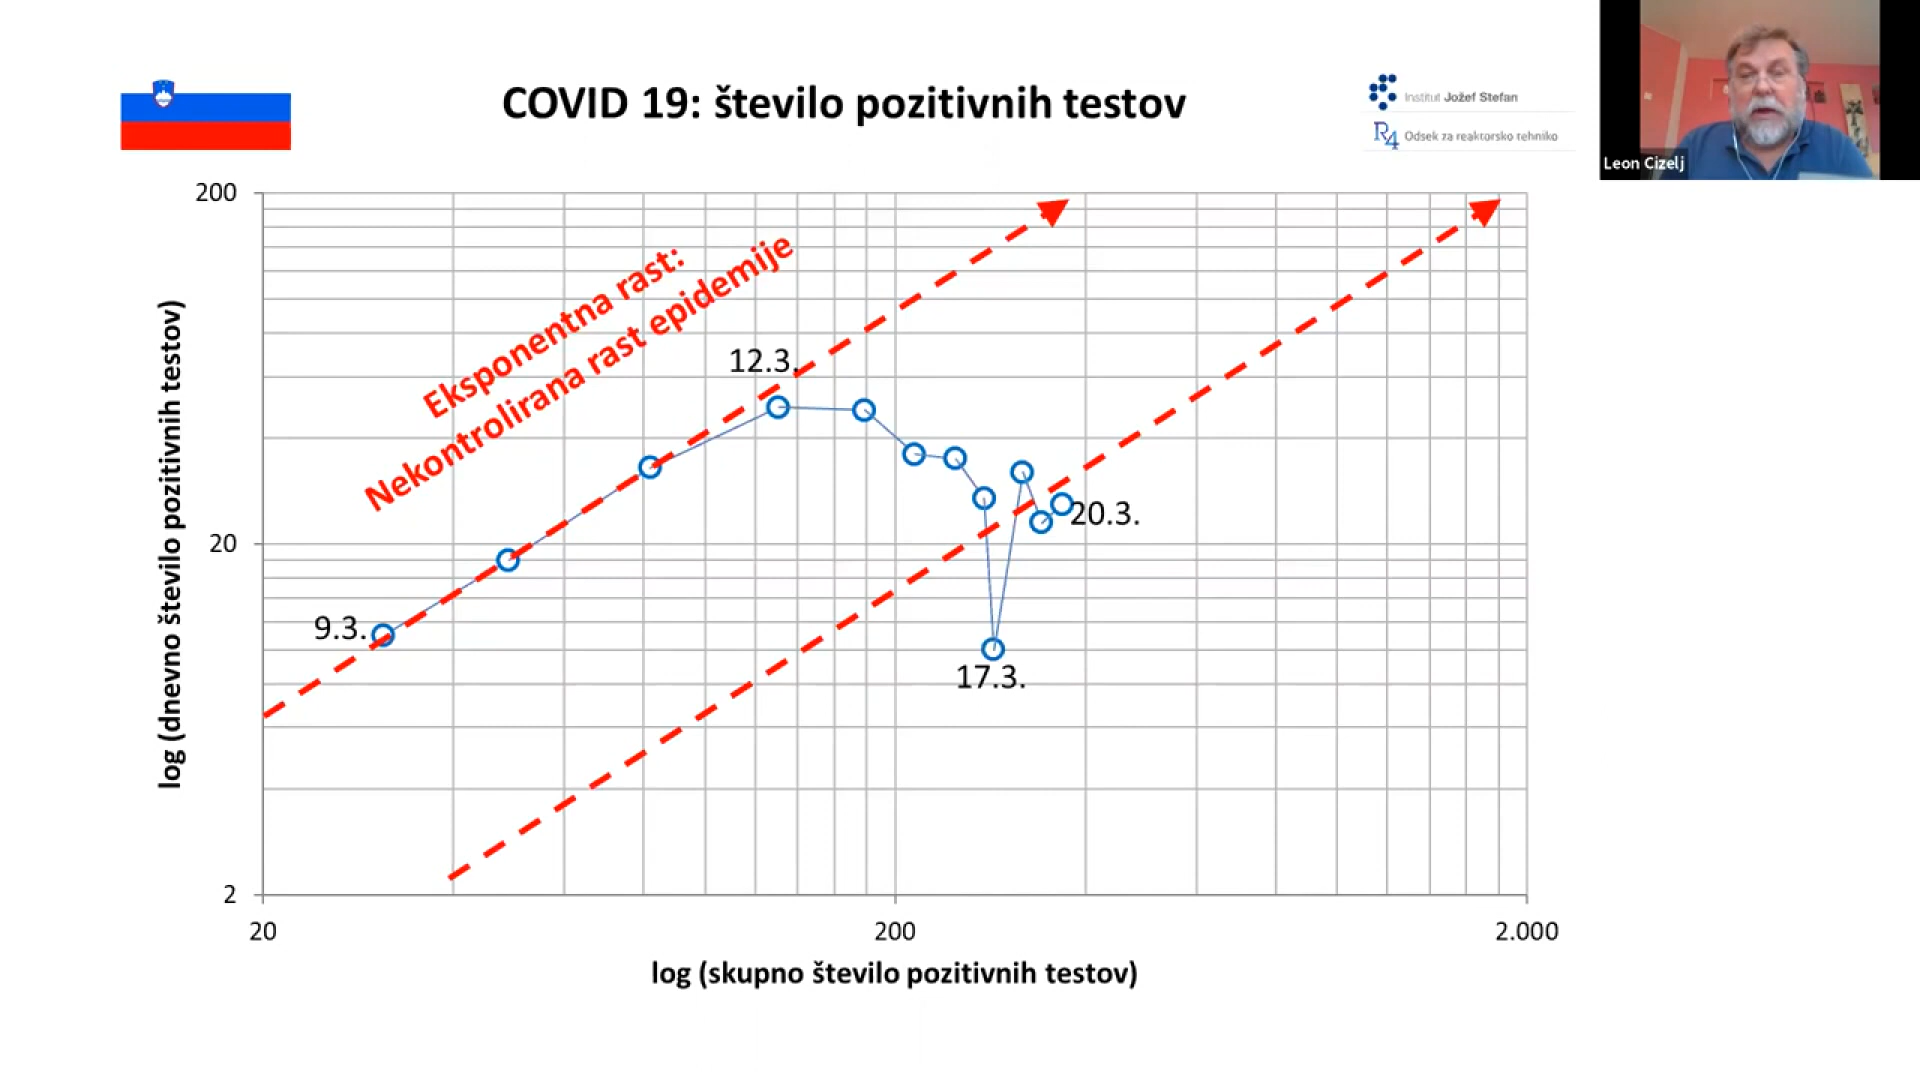 COVID 19: število pozitivnih testov
Institut Jožef Stefan
R4 Odsek za reaktorsko tehniko
Leon Cizelj
200
20
2
log (dnevno število pozitivnih testov)
Eksponentna rast:
Nekontrolirana rast epidemije
12.3.
9.3.
20.3.
17.3.
20
200
2.000
log (skupno število pozitivnih testov)